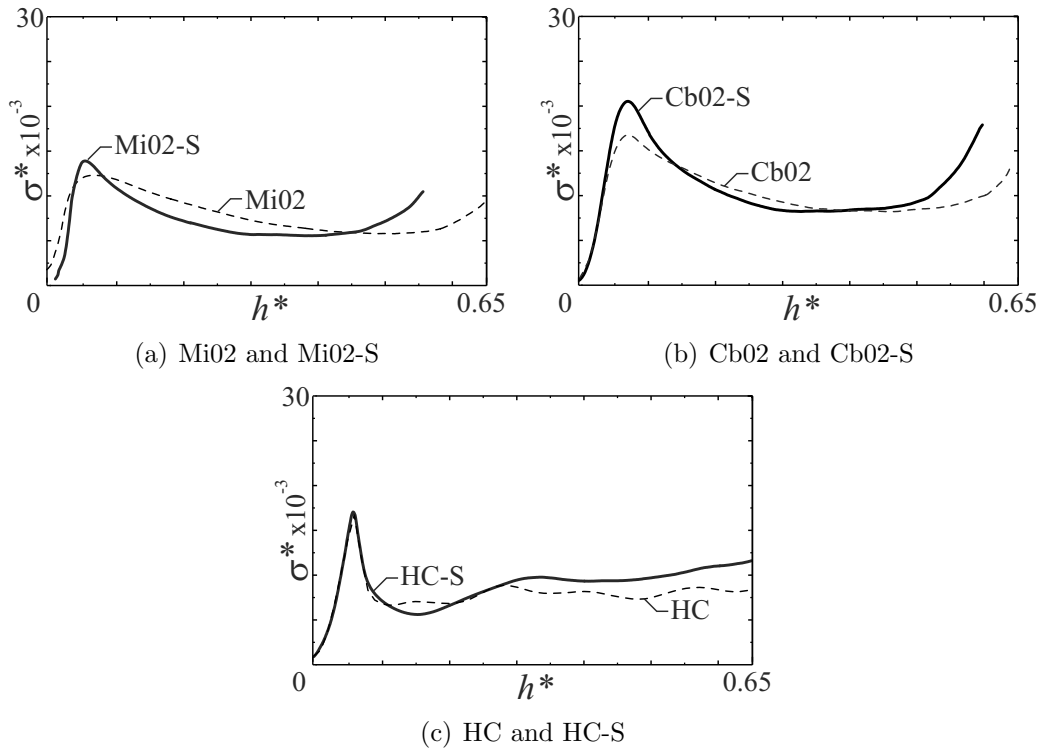 30
σ* x10⁻³
Mi02-S
Mi02
0
h*
0.65
(a) Mi02 and Mi02-S
30
σ* x10⁻³
Cb02-S
Cb02
0
h*
0.65
(b) Cb02 and Cb02-S
30
σ* x10⁻³
HC-S
HC
0
h*
0.65
(c) HC and HC-S